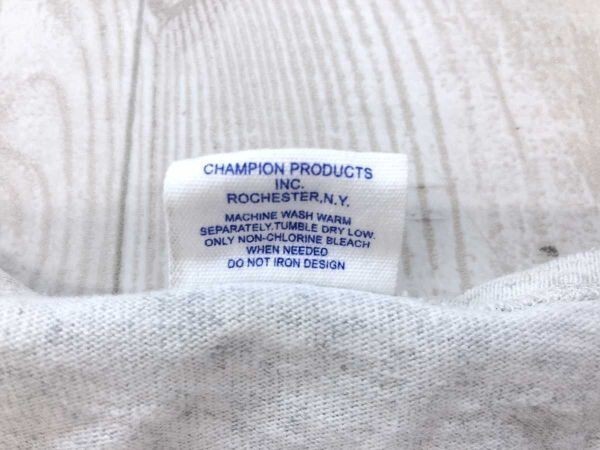 CHAMPION PRODUCTS
INC.
ROCHESTER,N.Y.
MACHINE WASH WARM
SEPARATELY.TUMBLE DRY LOW.
ONLY NON-CHLORINE BLEACH
WHEN NEEDED
DO NOT IRON DESIGN